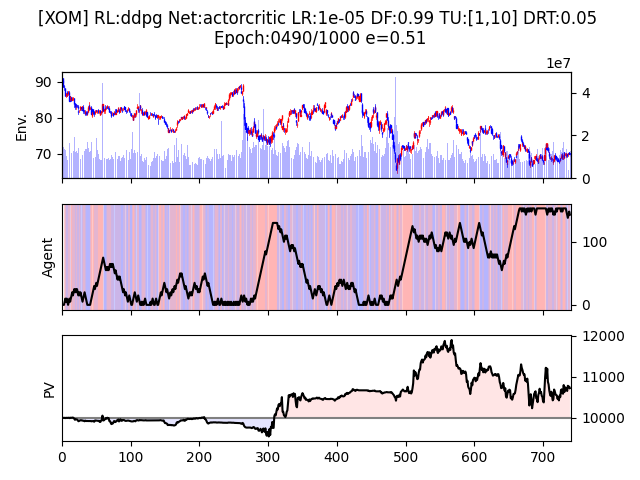 [XOM] RL:ddpg Net:actorcritic LR:1e-05 DF:0.99 TU:[1,10] DRT:0.05
Epoch:0490/1000 e=0.51
1e7
Env.
90
80
70
4
2
0
Agent
100
0
PV
12000
11000
10000
0 100 200 300 400 500 600 700